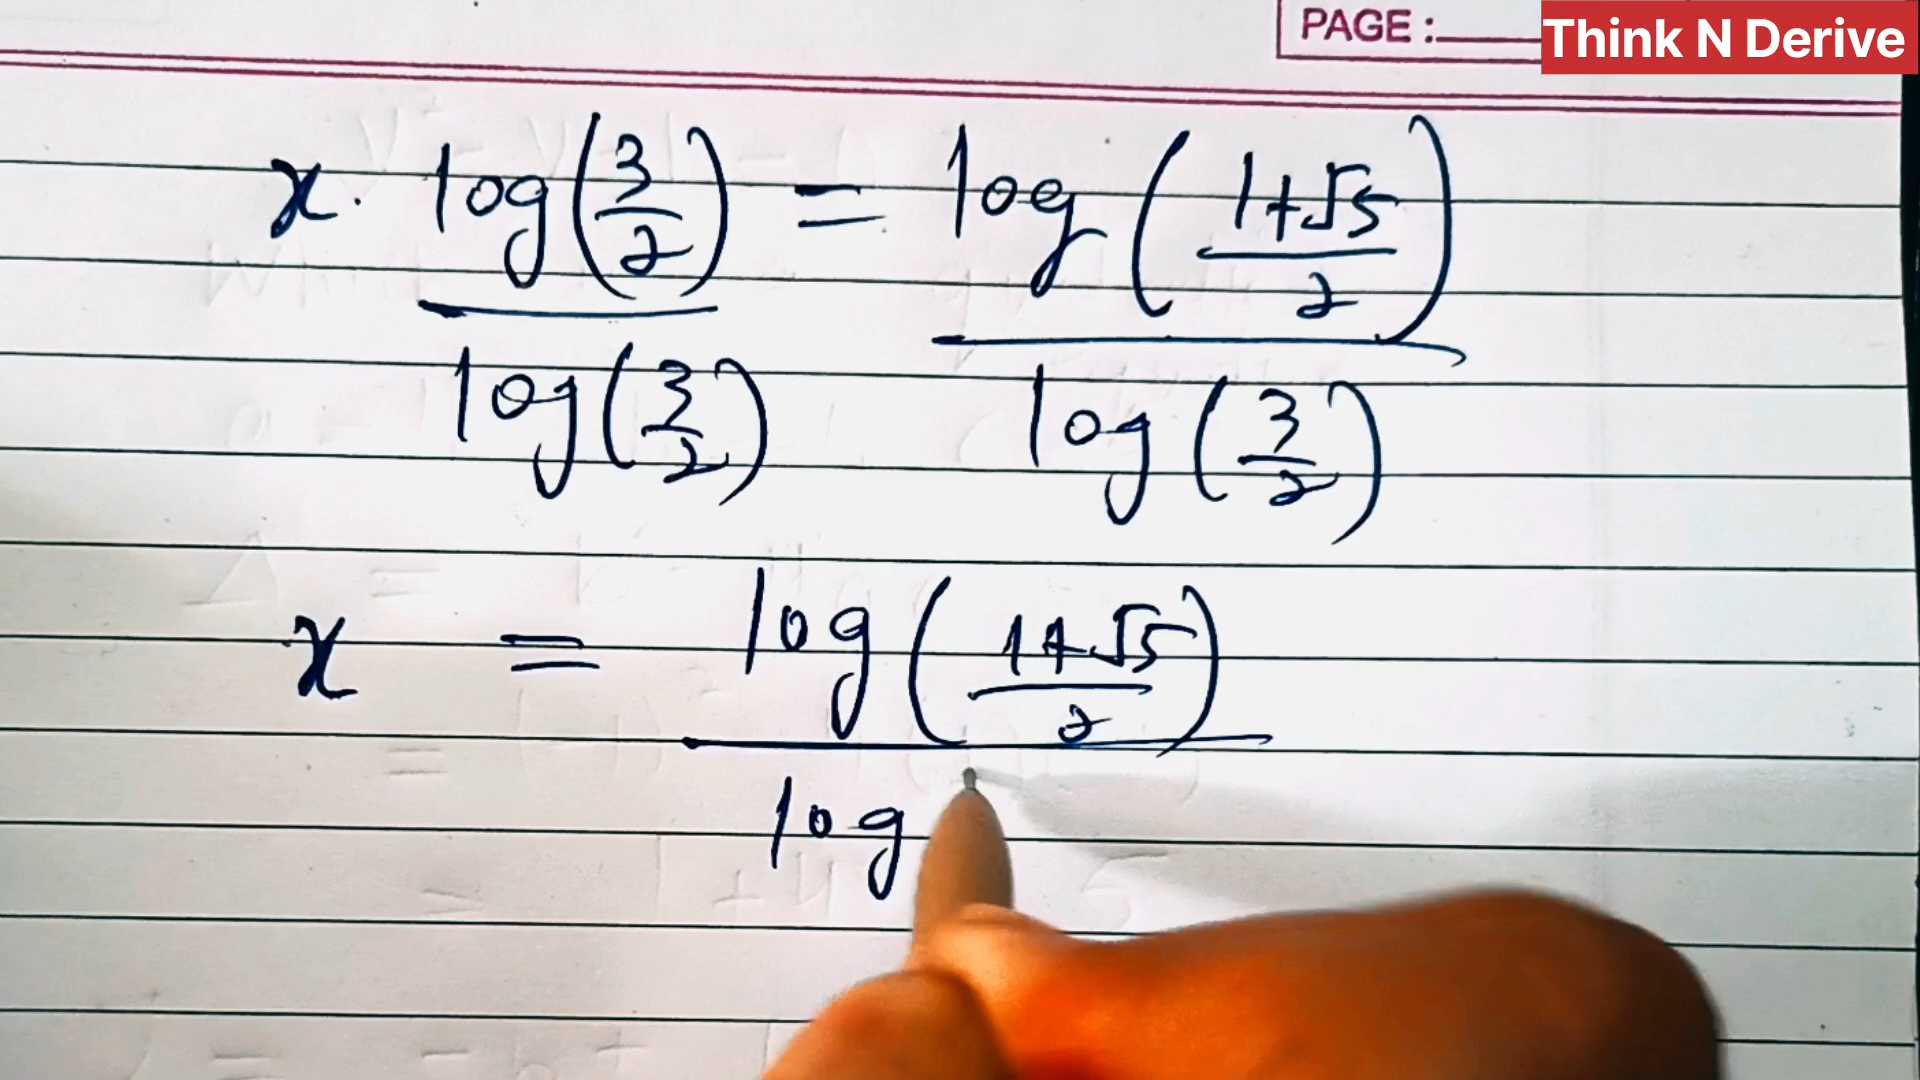 PAGE :
Think N Derive
x. log(3/2) / log(3/2) = log((1+√5)/2) / log(3/2)
x = log((1+√5)/2) / log